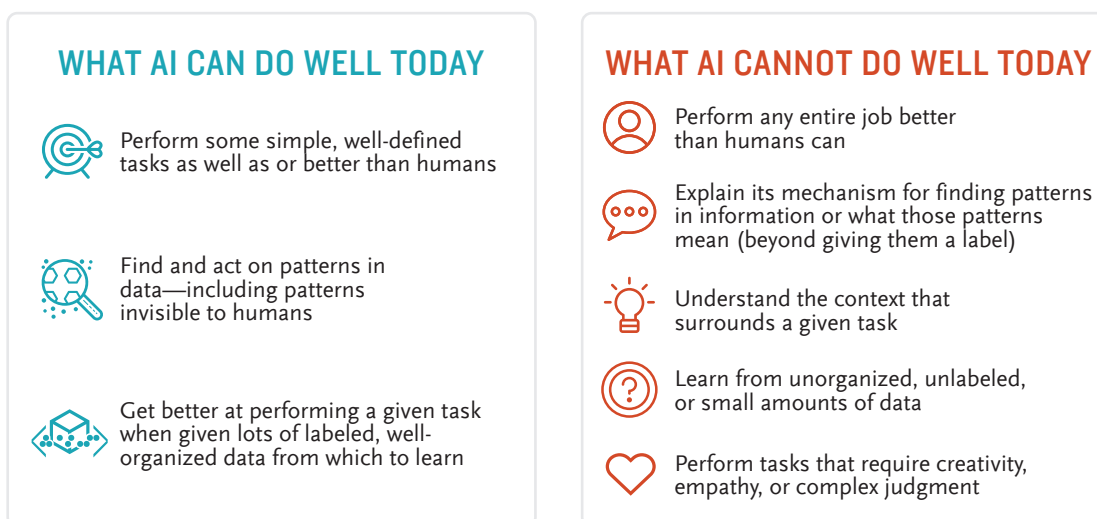 WHAT AI CAN DO WELL TODAY
Perform some simple, well-defined
tasks as well as or better than humans
Find and act on patterns in
data—including patterns
invisible to humans
Get better at performing a given task
when given lots of labeled, well-
organized data from which to learn
WHAT AI CANNOT DO WELL TODAY
Perform any entire job better
than humans can
Explain its mechanism for finding patterns
in information or what those patterns
mean (beyond giving them a label)
Understand the context that
surrounds a given task
Learn from unorganized, unlabeled,
or small amounts of data
Perform tasks that require creativity,
empathy, or complex judgment